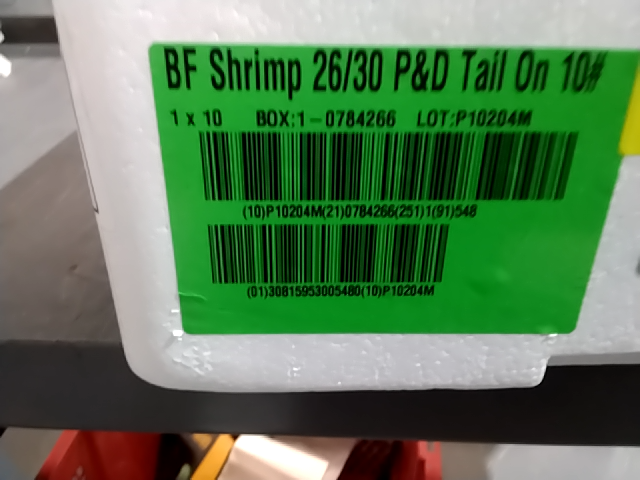 BF Shrimp 26/30 P&D Tail On 10#
1 x 10 BOX:1-0784266 LOT:P10204M
(10)P10204M(21)0784266(251)1(91)548
(01)30815953005480(10)P10204M